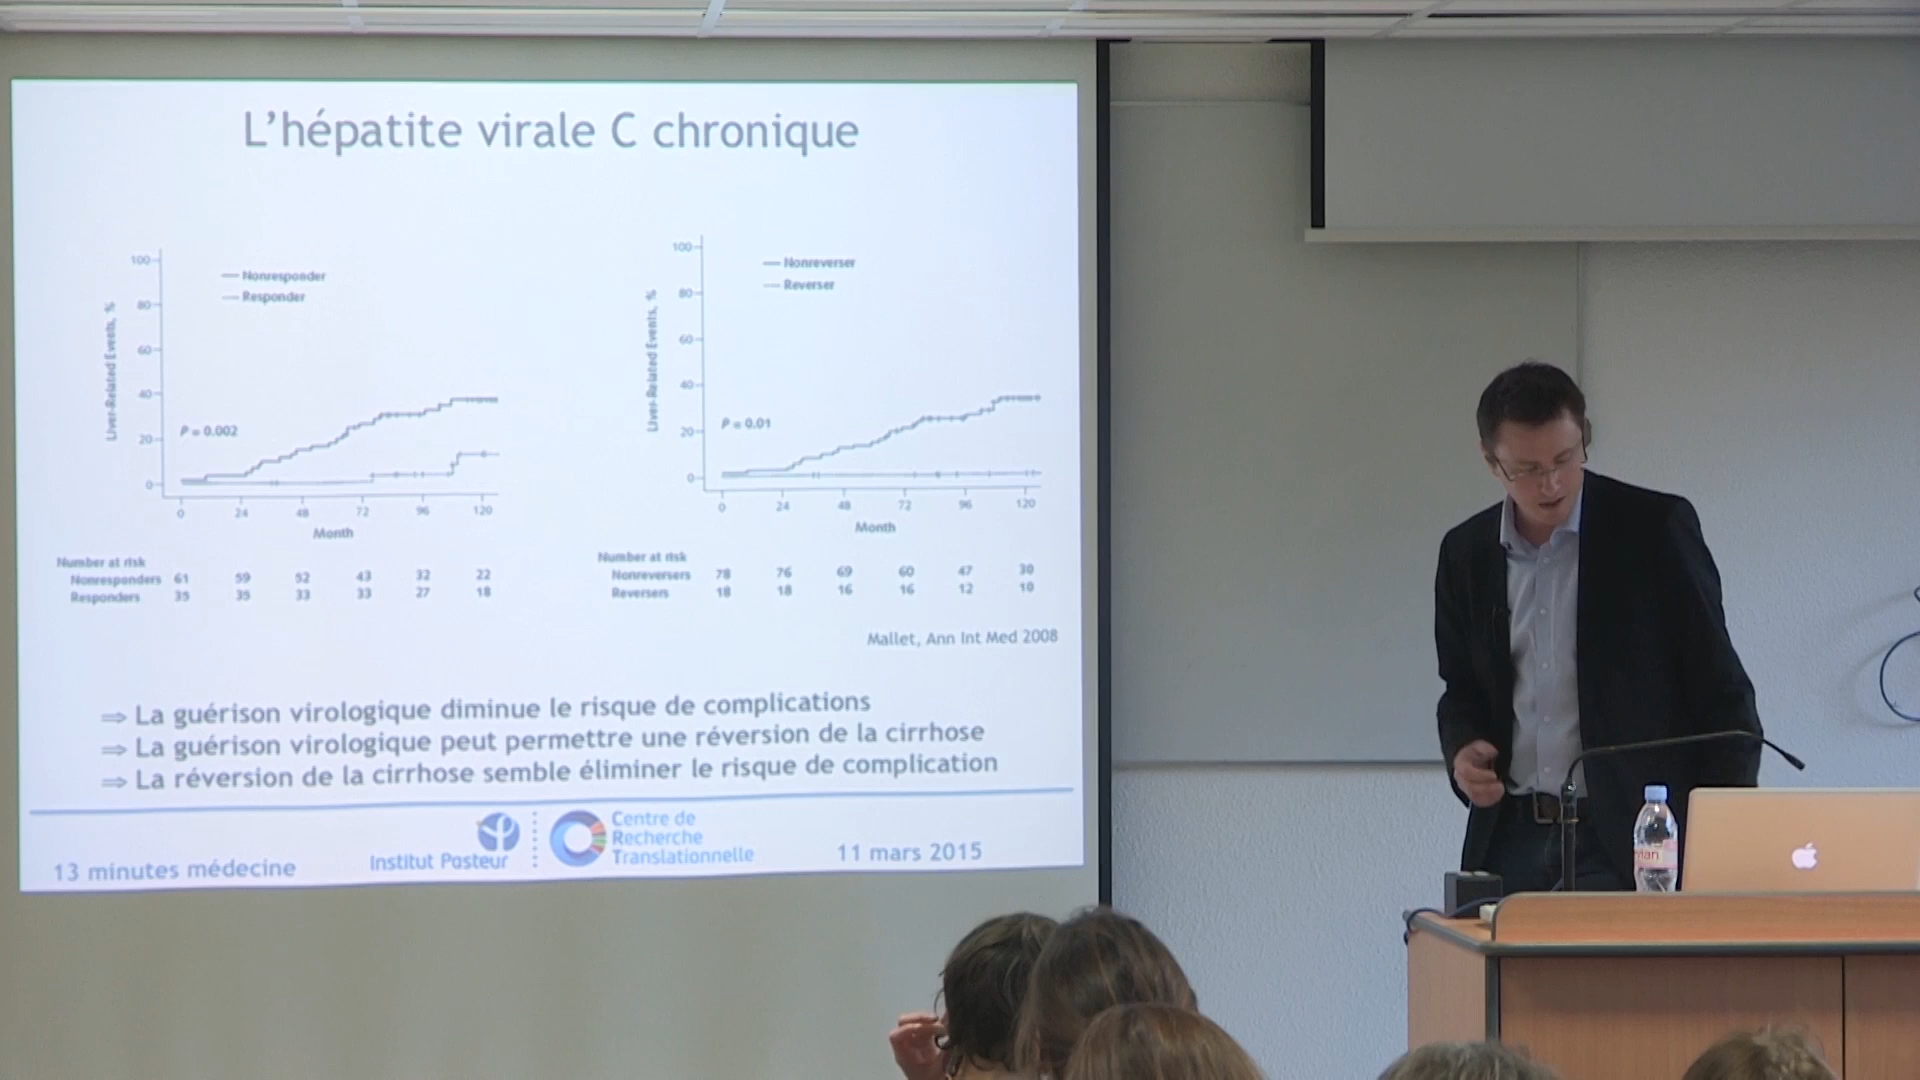 L'hépatite virale C chronique
100
80
60
40
20
0
Liver-Related Events, %
Nonresponder
Responder
P = 0.002
0 24 48 72 96 120
Month
Number at risk
Nonresponders 61 59 52 43 32 22
Responders 35 35 33 33 27 18
100
80
60
40
20
0
Liver-Related Events, %
Nonreverser
Reverser
P = 0.01
0 24 48 72 96 120
Month
Number at risk
Nonreversers 78 76 69 60 47 30
Reversers 18 18 16 16 12 10
Mallet, Ann Int Med 2008
⇒ La guérison virologique diminue le risque de complications
⇒ La guérison virologique peut permettre une réversion de la cirrhose
⇒ La réversion de la cirrhose semble éliminer le risque de complication
13 minutes médecine
Institut Pasteur
Centre de
Recherche
Translationnelle
11 mars 2015